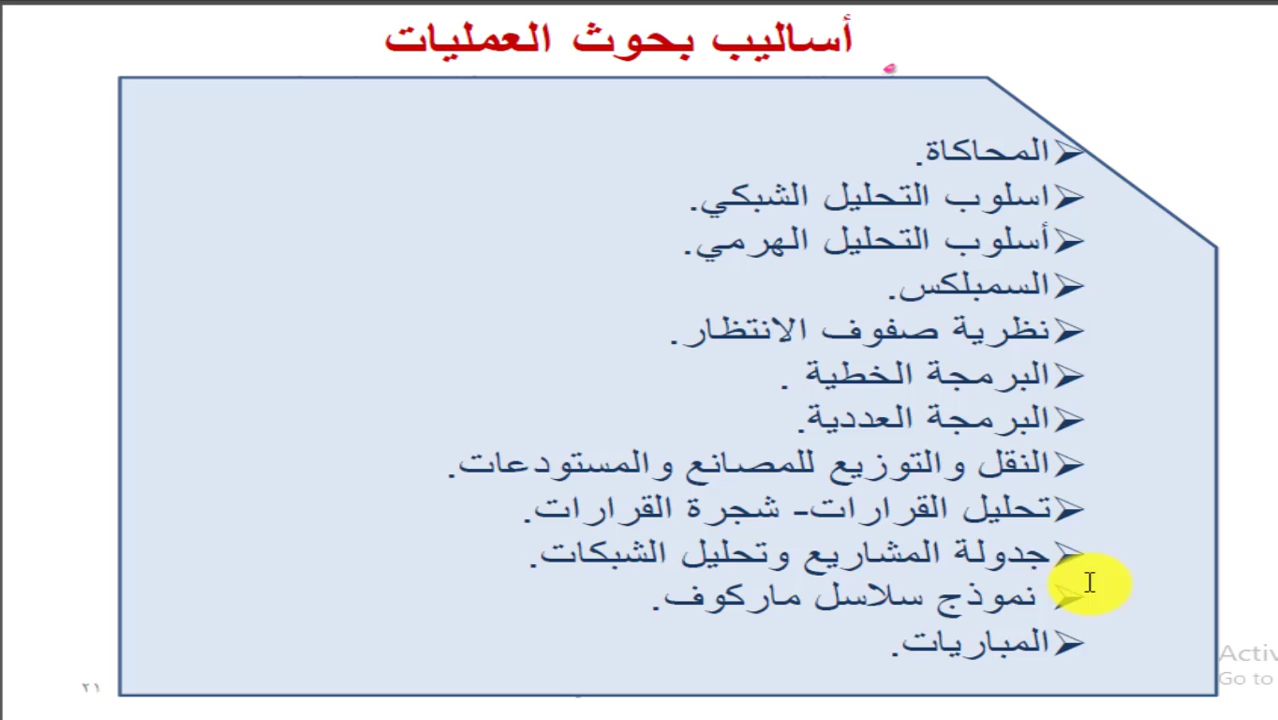 أساليب بحوث العمليات
المحاكاة.
اسلوب التحليل الشبكي.
أسلوب التحليل الهرمي.
السمبلكس.
نظرية صفوف الانتظار.
البرمجة الخطية .
البرمجة العددية.
النقل والتوزيع للمصانع والمستودعات.
تحليل القرارات- شجرة القرارات.
جدولة المشاريع وتحليل الشبكات.
نموذج سلاسل ماركوف.
المباريات.
Activ
Go to
٢١